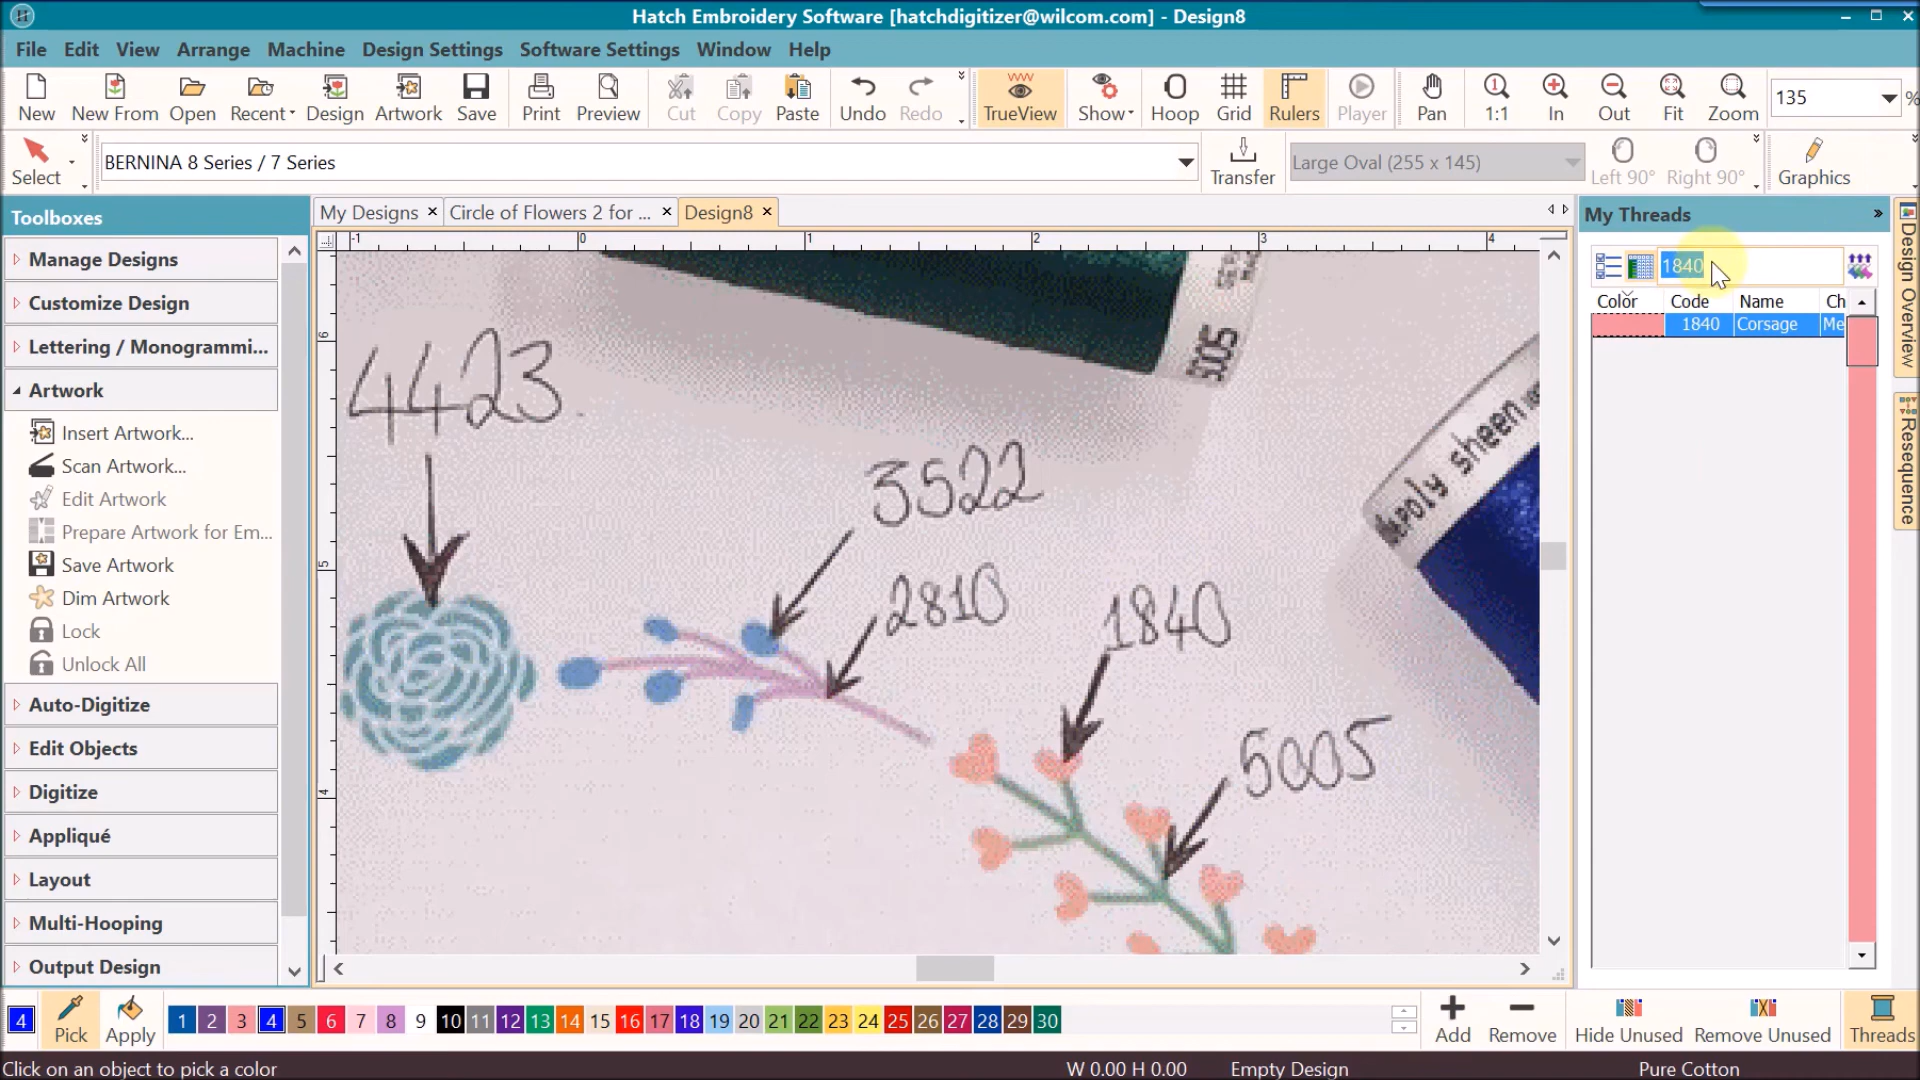 Hatch Embroidery Software [hatchdigitizer@wilcom.com] - Design8
File Edit View Arrange Machine Design Settings Software Settings Window Help
New New From Open Recent Design Artwork Save Print Preview Cut Copy Paste Undo Redo TrueView Show Hoop Grid Rulers Player Pan 1:1 In Out Fit Zoom 135 %
Select BERNINA 8 Series / 7 Series Transfer Large Oval (255 x 145) Left 90° Right 90° Graphics
Toolboxes
Manage Designs
Customize Design
Lettering / Monogrammi...
Artwork
Insert Artwork...
Scan Artwork...
Edit Artwork
Prepare Artwork for Em...
Save Artwork
Dim Artwork
Lock
Unlock All
Auto-Digitize
Edit Objects
Digitize
Appliqué
Layout
Multi-Hooping
Output Design
My Designs Circle of Flowers 2 for ... Design8
-1 0 1 2 3 4
6
5
4
4423.
3522
2810
1840
5005
5005
poly sheen
My Threads
1840
Color Code Name Ch
1840 Corsage Me
Design Overview
Resequence
4 Pick Apply 1 2 3 4 5 6 7 8 9 10 11 12 13 14 15 16 17 18 19 20 21 22 23 24 25 26 27 28 29 30 Add Remove Hide Unused Remove Unused Threads
Click on an object to pick a color W 0.00 H 0.00 Empty Design Pure Cotton